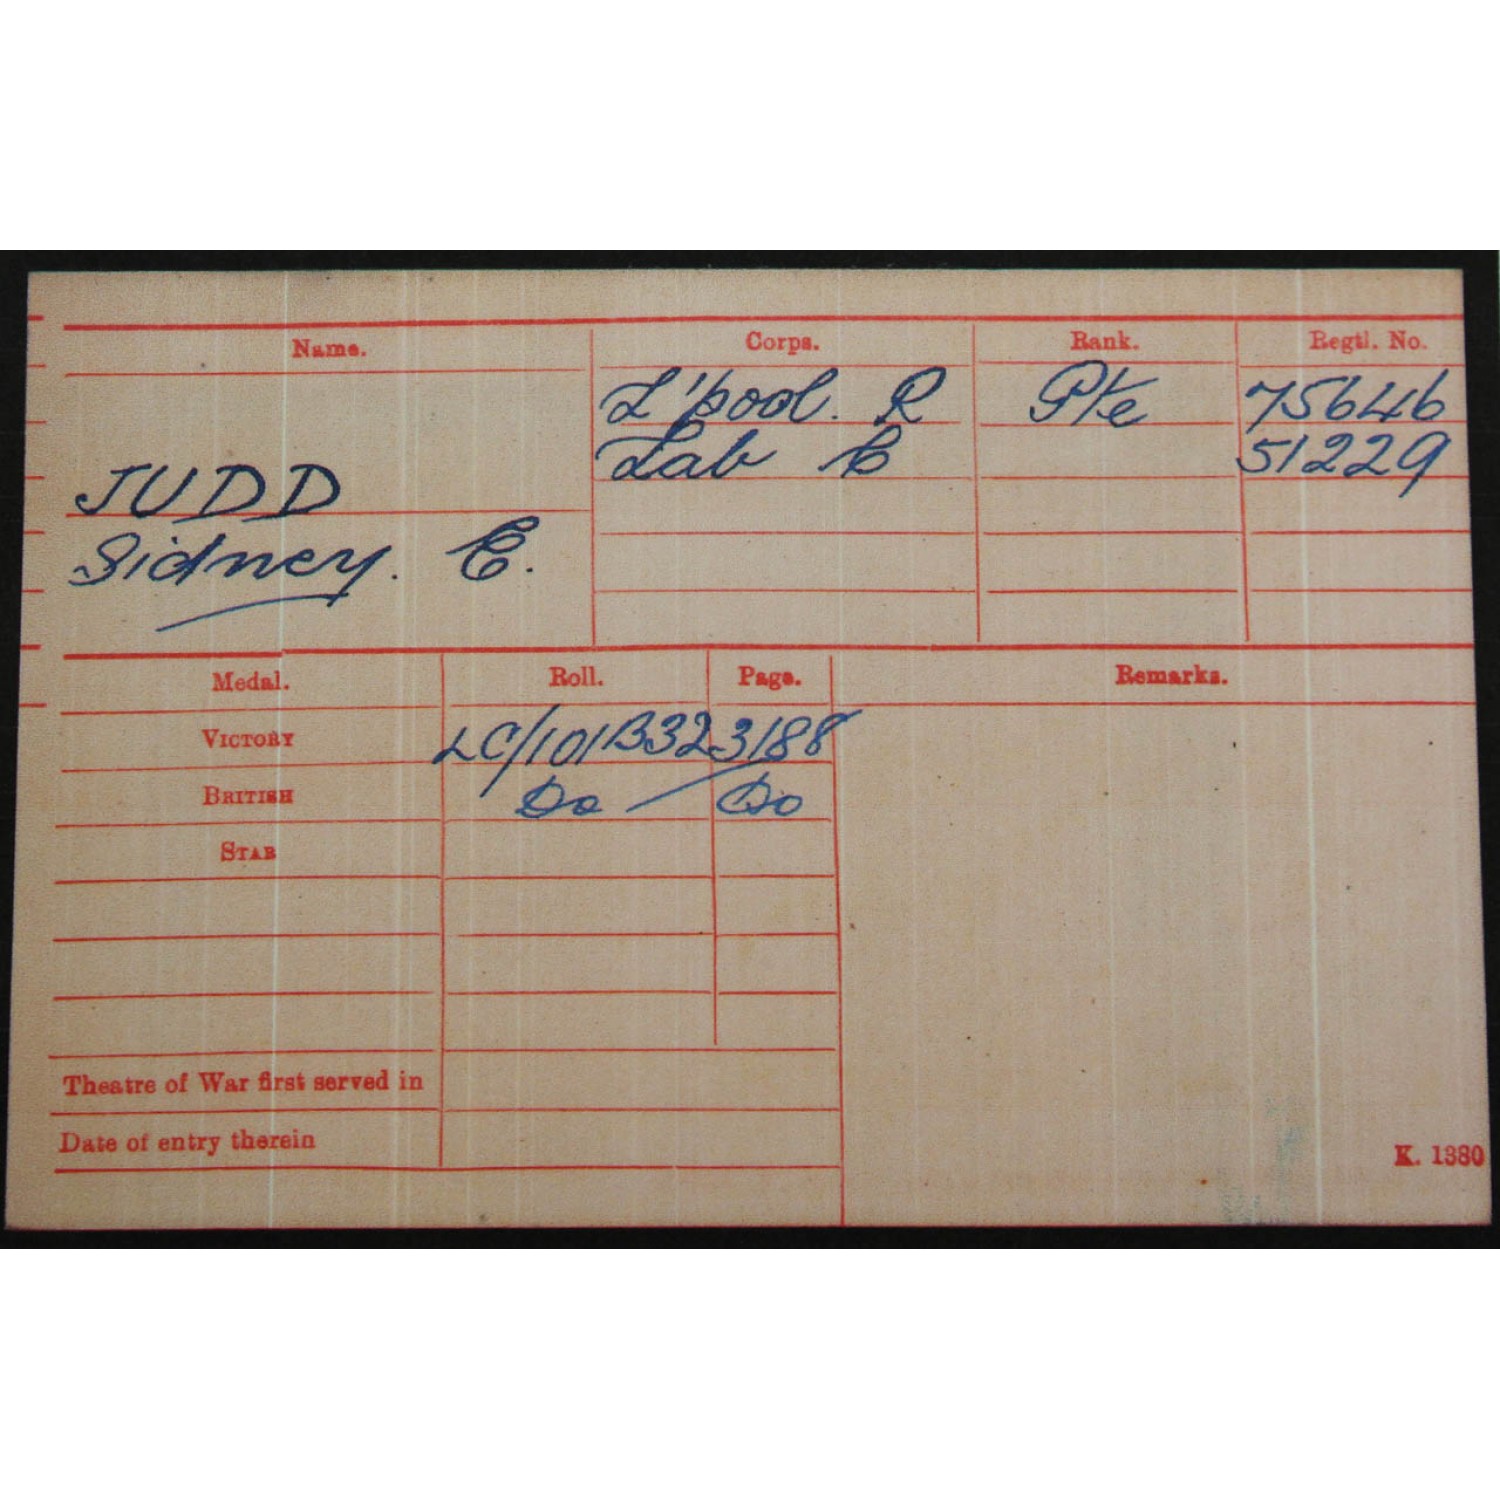 Name. Corps. Rank. Regtl. No.
L'pool. R Pte 75646
Lab C 51229
JUDD
Sidney. E.
Medal. Roll. Page. Remarks.
VICTORY LC/101B32 3188
BRITISH Do Do
STAR
Theatre of War first served in
Date of entry therein
K. 1380